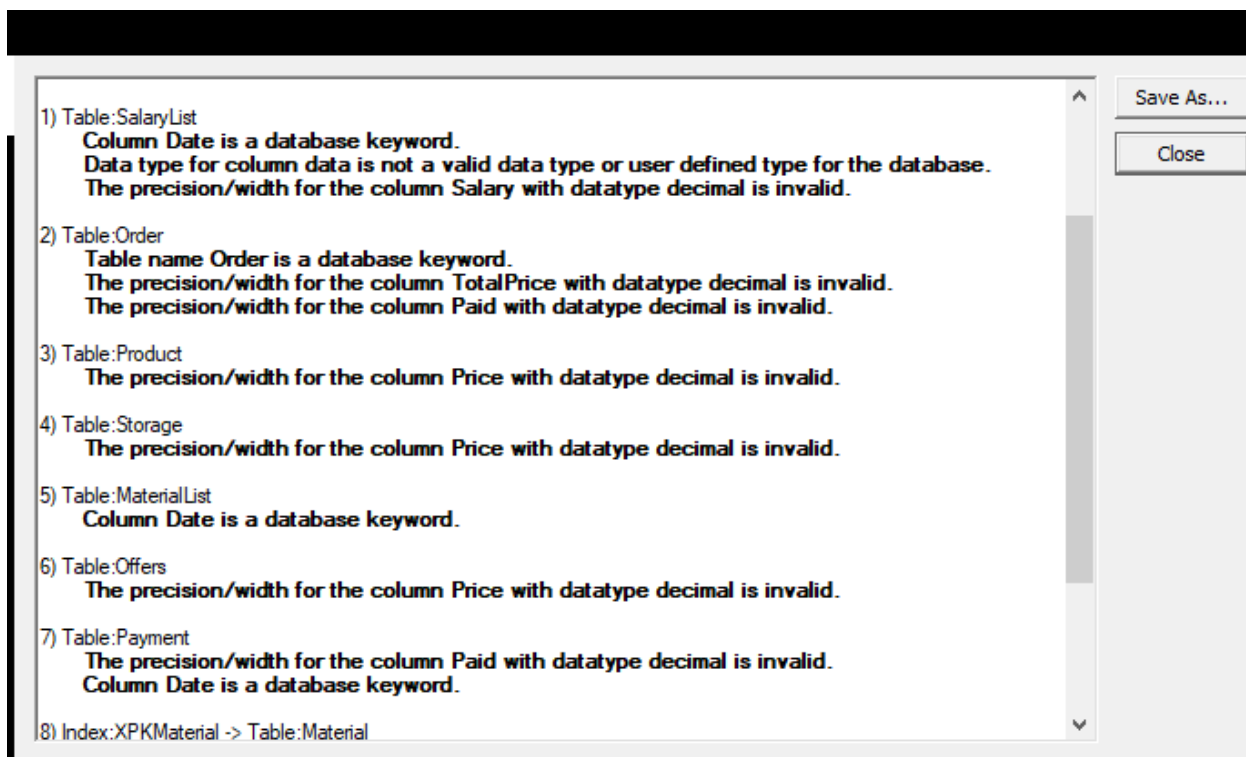 1) Table:SalaryList
Column Date is a database keyword.
Data type for column data is not a valid data type or user defined type for the database.
The precision/width for the column Salary with datatype decimal is invalid.
2) Table:Order
Table name Order is a database keyword.
The precision/width for the column TotalPrice with datatype decimal is invalid.
The precision/width for the column Paid with datatype decimal is invalid.
3) Table:Product
The precision/width for the column Price with datatype decimal is invalid.
4) Table:Storage
The precision/width for the column Price with datatype decimal is invalid.
5) Table:MaterialList
Column Date is a database keyword.
6) Table:Offers
The precision/width for the column Price with datatype decimal is invalid.
7) Table:Payment
The precision/width for the column Paid with datatype decimal is invalid.
Column Date is a database keyword.
8) Index:XPKMaterial -> Table:Material
Save As...
Close